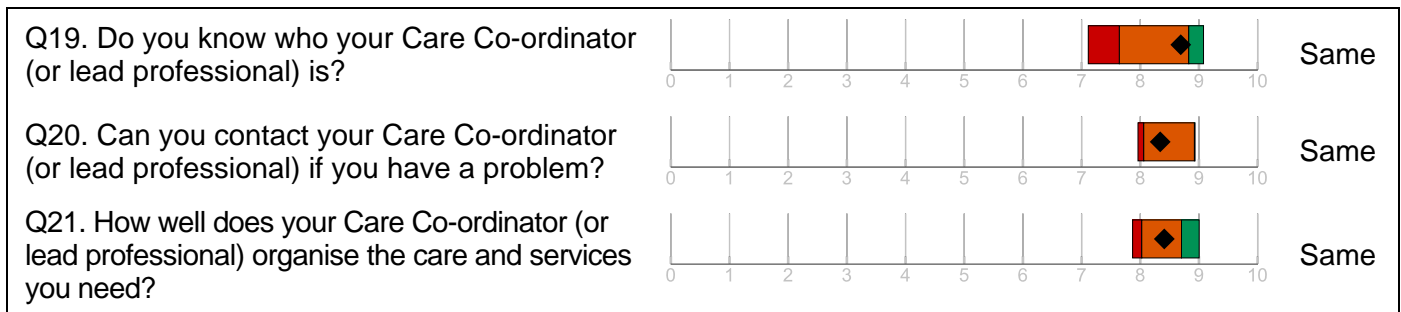 Q19. Do you know who your Care Co-ordinator
(or lead professional) is?
0 1 2 3 4 5 6 7 8 9 10
Same
Q20. Can you contact your Care Co-ordinator
(or lead professional) if you have a problem?
0 1 2 3 4 5 6 7 8 9 10
Same
Q21. How well does your Care Co-ordinator (or
lead professional) organise the care and services
you need?
0 1 2 3 4 5 6 7 8 9 10
Same